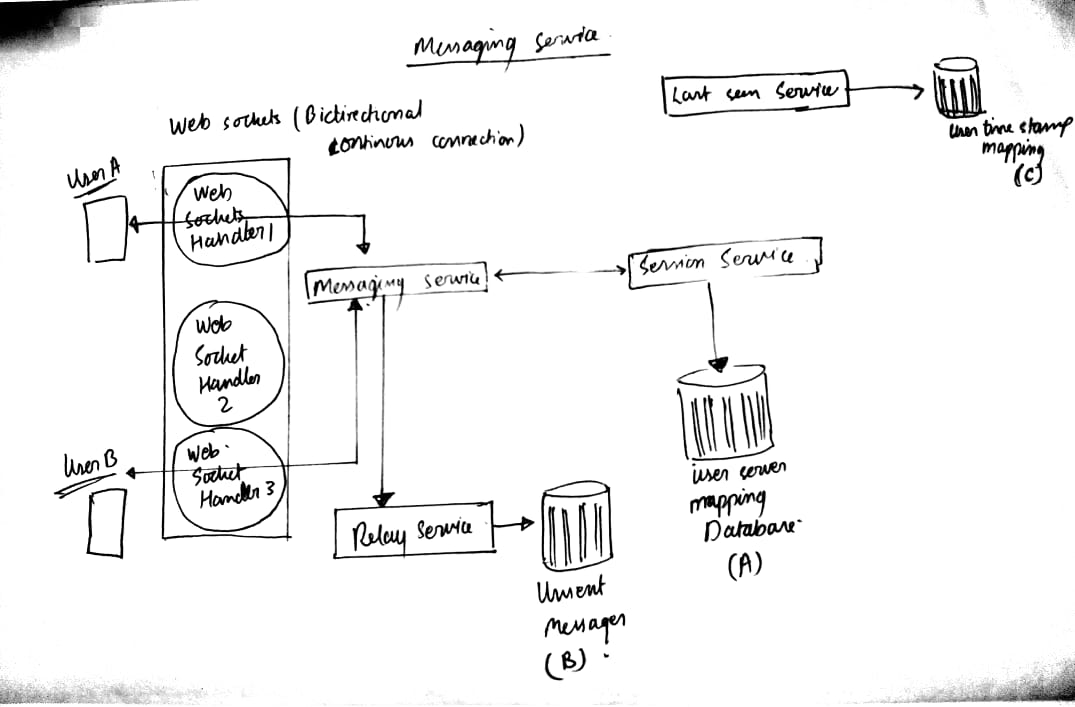 Messaging Service
Last seen Service
User time stamp
mapping
(C)
Web sockets (Bidirectional
continous connection)
User A
Web
Sockets
Handler 1
Messaging Service
Session Service
Web
Socket
Handler
2
User B
Web
Socket
Handler 3
user server
mapping
Database
(A)
Relay Service
Unsent
Messages
(B)